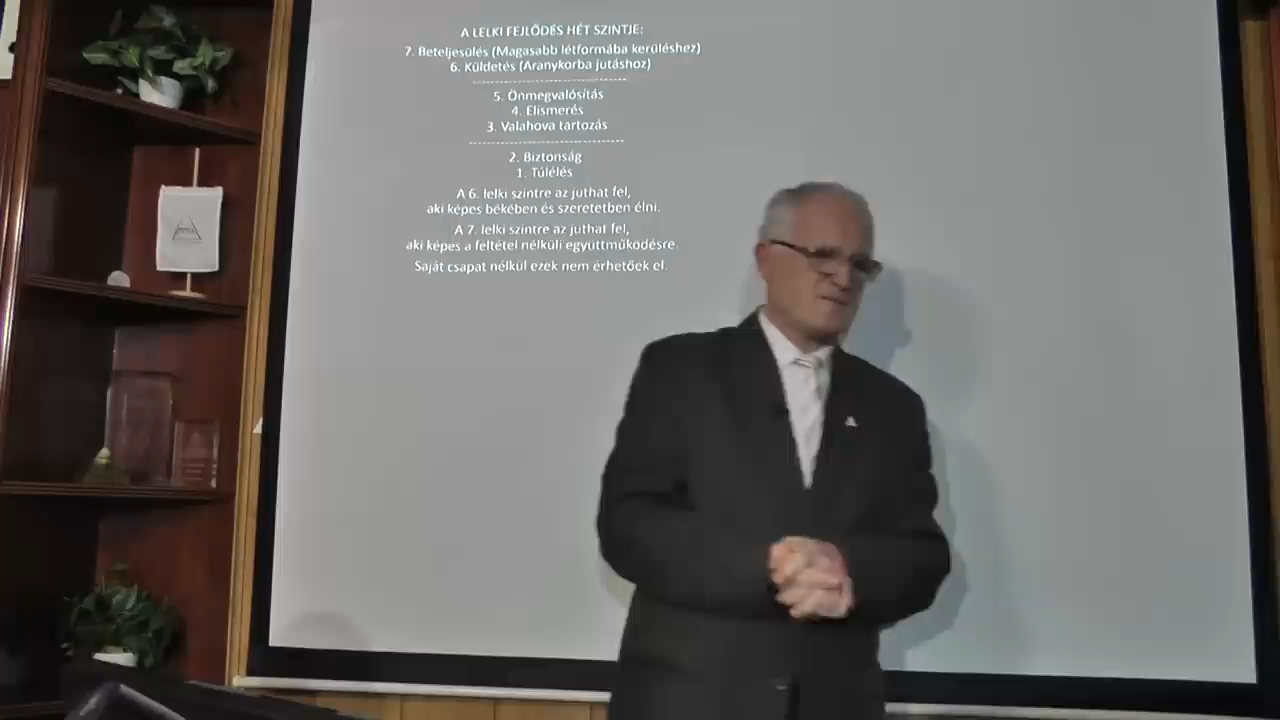 A LELKI FEJLŐDÉS HÉT SZINTJE:
7. Beteljesülés (Magasabb létformába kerüléshez)
6. Küldetés (Aranykorba jutáshoz)
5. Önmegvalósítás
4. Elismerés
3. Valahova tartozás
2. Biztonság
1. Túlélés
A 6. lelki szintre az juthat fel,
aki képes békében és szeretetben élni.
A 7. lelki szintre az juthat fel,
aki képes a feltétel nélküli együttműködésre.
Saját csapat nélkül ezek nem érhetőek el.